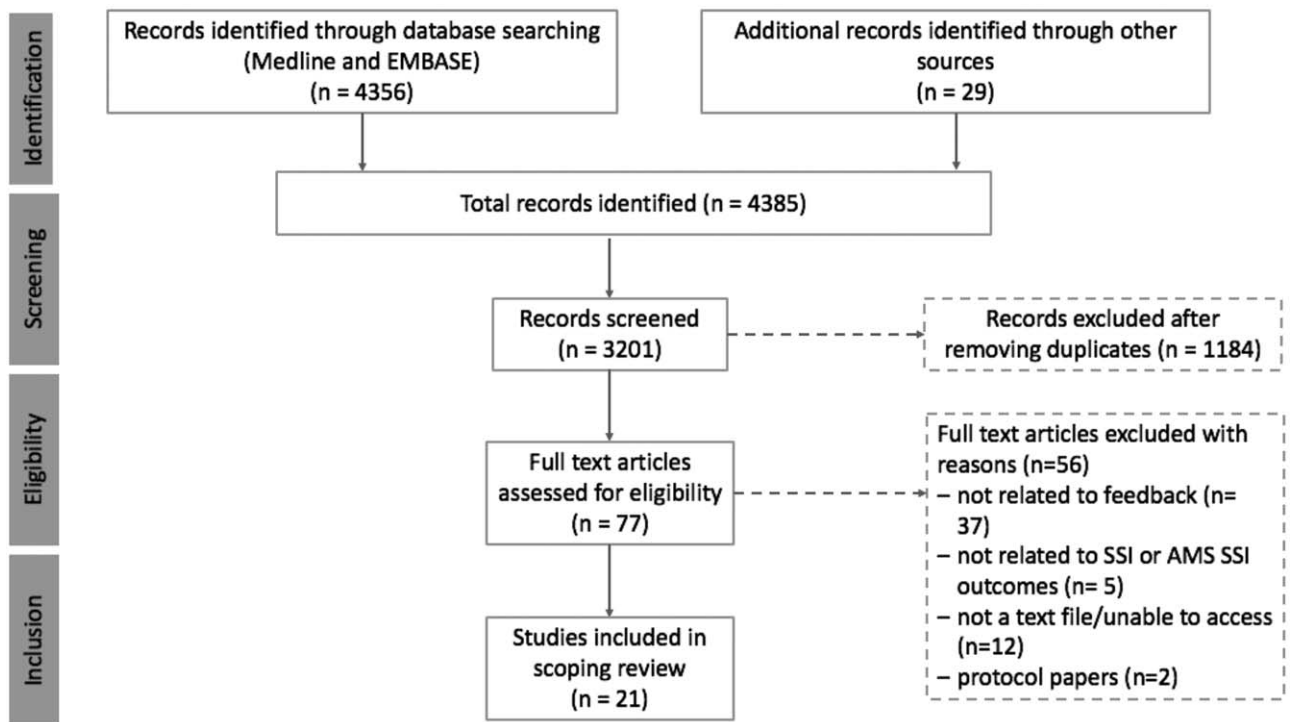 Identification
Records identified through database searching
(Medline and EMBASE)
(n = 4356)
Additional records identified through other
sources
(n = 29)
Screening
Total records identified (n = 4385)
Records screened
(n = 3201)
Records excluded after
removing duplicates (n = 1184)
Eligibility
Full text articles
assessed for eligibility
(n = 77)
Full text articles excluded with
reasons (n=56)
– not related to feedback (n=
37)
– not related to SSI or AMS SSI
outcomes (n= 5)
– not a text file/unable to access
(n=12)
– protocol papers (n=2)
Inclusion
Studies included in
scoping review
(n = 21)